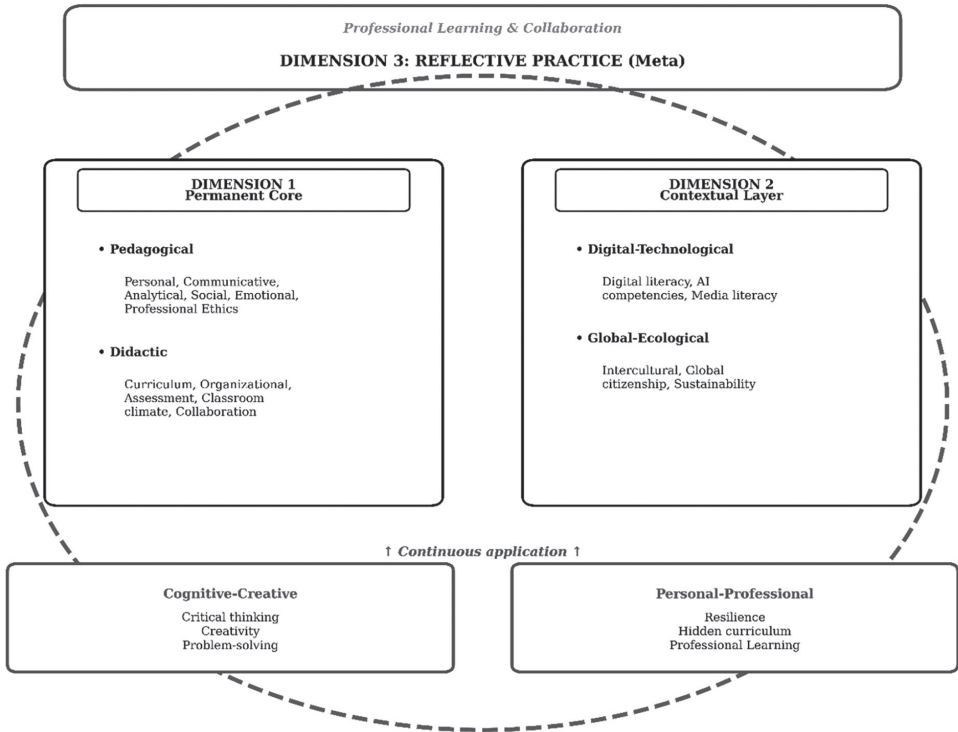 Professional Learning & Collaboration
DIMENSION 3: REFLECTIVE PRACTICE (Meta)
DIMENSION 1
Permanent Core
• Pedagogical
Personal, Communicative,
Analytical, Social, Emotional,
Professional Ethics
• Didactic
Curriculum, Organizational,
Assessment, Classroom
climate, Collaboration
DIMENSION 2
Contextual Layer
• Digital-Technological
Digital literacy, AI
competencies, Media literacy
• Global-Ecological
Intercultural, Global
citizenship, Sustainability
↑ Continuous application ↑
Cognitive-Creative
Critical thinking
Creativity
Problem-solving
Personal-Professional
Resilience
Hidden curriculum
Professional Learning